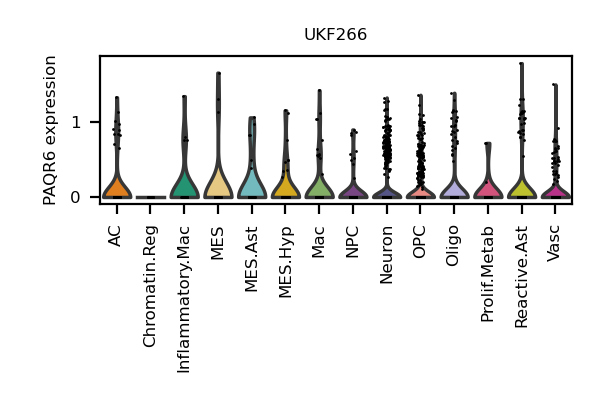 UKF266
PAQR6 expression
1
0
AC
Chromatin.Reg
Inflammatory.Mac
MES
MES.Ast
MES.Hyp
Mac
NPC
Neuron
OPC
Oligo
Prolif.Metab
Reactive.Ast
Vasc